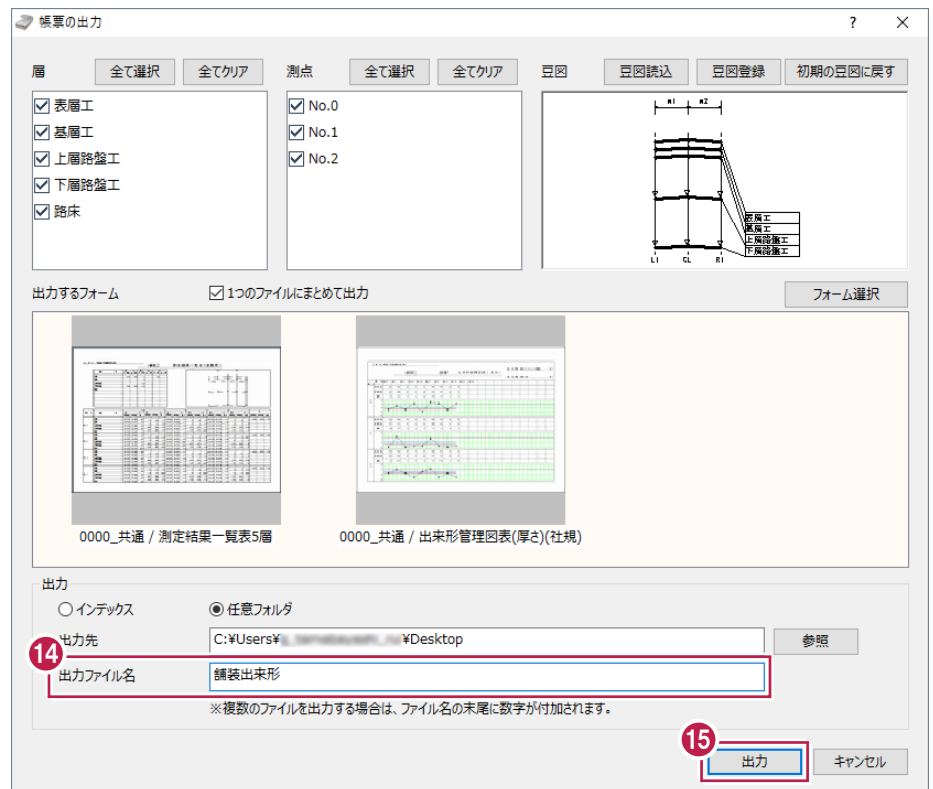 帳票の出力
? ×
層 全て選択 全てクリア 測点 全て選択 全てクリア 豆図 豆図読込 豆図登録 初期の豆図に戻す
表層工
基層工
上層路盤工
下層路盤工
路床
No.0
No.1
No.2
W1 W2
表層工
基層工
上層路盤工
下層路盤工
L1 CL R1
出力するフォーム 1つのファイルにまとめて出力 フォーム選択
0000_共通 / 測定結果一覧表5層
0000_共通 / 出来形管理図表(厚さ)(社規)
出力
インデックス 任意フォルダ
出力先 C:¥Users¥ ¥Desktop 参照
14
出力ファイル名 舗装出来形
※複数のファイルを出力する場合は、ファイル名の末尾に数字が付加されます。
15
出力 キャンセル